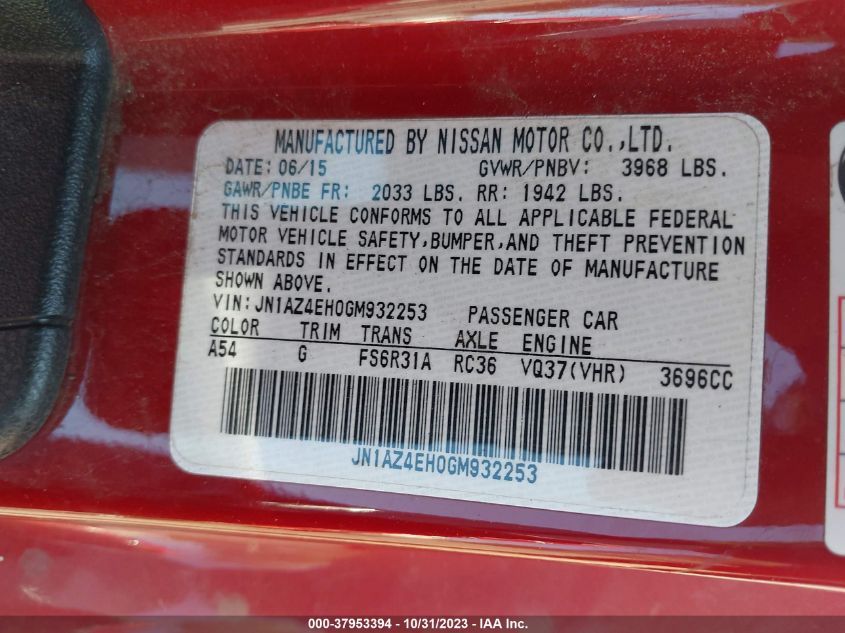 MANUFACTURED BY NISSAN MOTOR CO.,LTD.
DATE: 06/15 GVWR/PNBV: 3968 LBS.
GAWR/PNBE FR: 2033 LBS. RR: 1942 LBS.
THIS VEHICLE CONFORMS TO ALL APPLICABLE FEDERAL
MOTOR VEHICLE SAFETY,BUMPER,AND THEFT PREVENTION
STANDARDS IN EFFECT ON THE DATE OF MANUFACTURE
SHOWN ABOVE.
VIN:JN1AZ4EH0GM932253 PASSENGER CAR
COLOR TRIM TRANS AXLE ENGINE
A54 G FS6R31A RC36 VQ37(VHR) 3696CC
JN1AZ4EH0GM932253
000-37953394 - 10/31/2023 - IAA Inc.